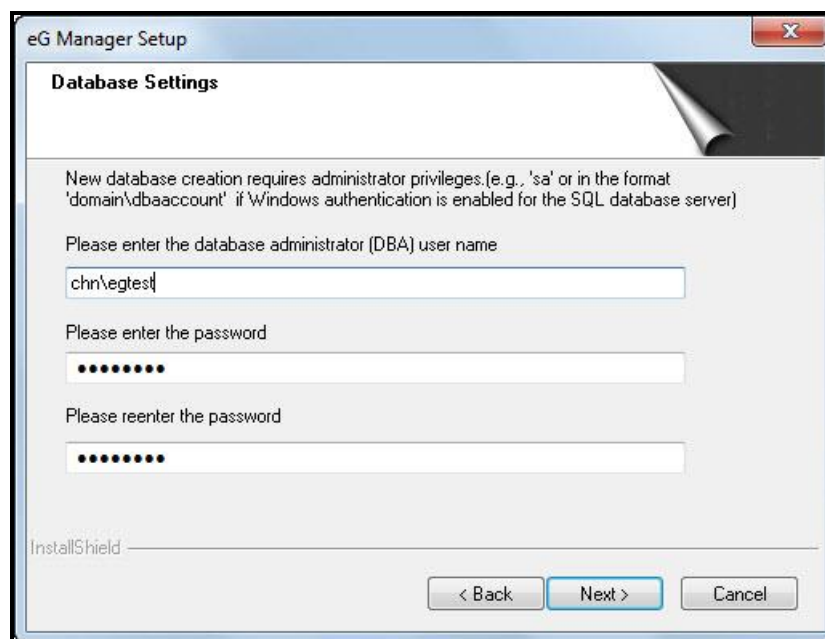 eG Manager Setup
Database Settings
New database creation requires administrator privileges.(e.g., 'sa' or in the format
'domain\dbaaccount' if Windows authentication is enabled for the SQL database server)
Please enter the database administrator (DBA) user name
chn\egtest
Please enter the password
●●●●●●●●
Please reenter the password
●●●●●●●●
InstallShield
< Back
Next >
Cancel